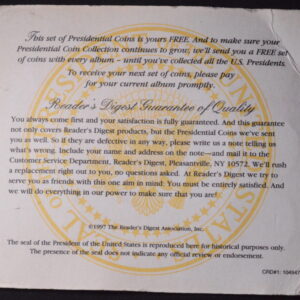 This set of Presidential Coins is yours FREE. And to make sure your
Presidential Coin Collection continues to grow, we'll send you a FREE set
of coins with every album – until you've collected all the U.S. Presidents.
To receive your next set of coins, please pay
for your current album promptly.
Reader's Digest Guarantee of Quality
You always come first and your satisfaction is fully guaranteed. And this guarantee
not only covers Reader's Digest products, but the Presidential Coins we've sent
you as well. So if they are defective in any way, please write us a note telling us
what's wrong. Include your name and address on the note—and mail it to the
Customer Service Department, Reader's Digest, Pleasantville, NY 10572. We'll rush
a replacement right out to you, no questions asked. At Reader's Digest we try to
serve you as friends with this one aim in mind: You must be entirely satisfied. And
we will do everything in our power to make sure that you are!
©1997 The Reader's Digest Association, Inc.
The seal of the President of the United States is reproduced here for historical purposes only.
The presence of the seal does not indicate any official review or endorsement.
CRD#1: